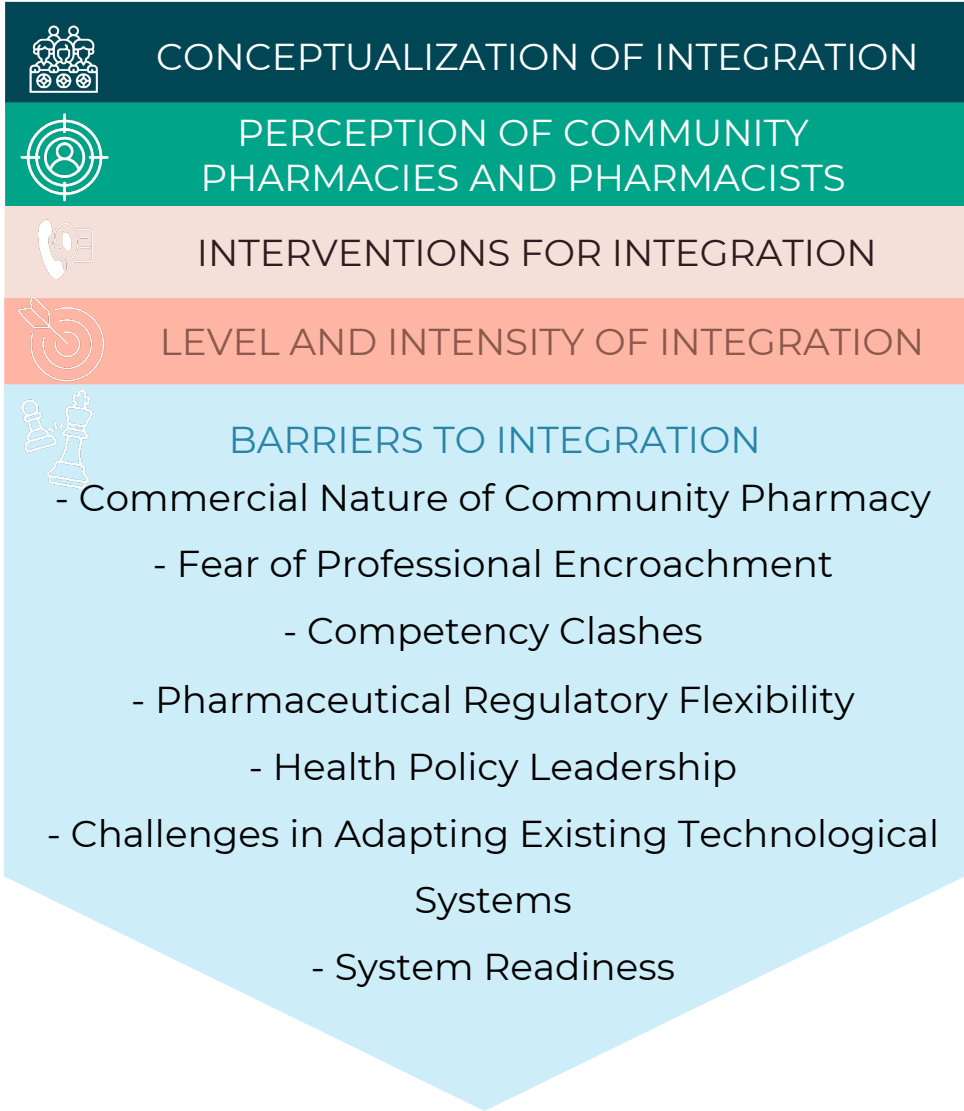 CONCEPTUALIZATION OF INTEGRATION
PERCEPTION OF COMMUNITY
PHARMACIES AND PHARMACISTS
INTERVENTIONS FOR INTEGRATION
LEVEL AND INTENSITY OF INTEGRATION
BARRIERS TO INTEGRATION
- Commercial Nature of Community Pharmacy
- Fear of Professional Encroachment
- Competency Clashes
- Pharmaceutical Regulatory Flexibility
- Health Policy Leadership
- Challenges in Adapting Existing Technological
Systems
- System Readiness